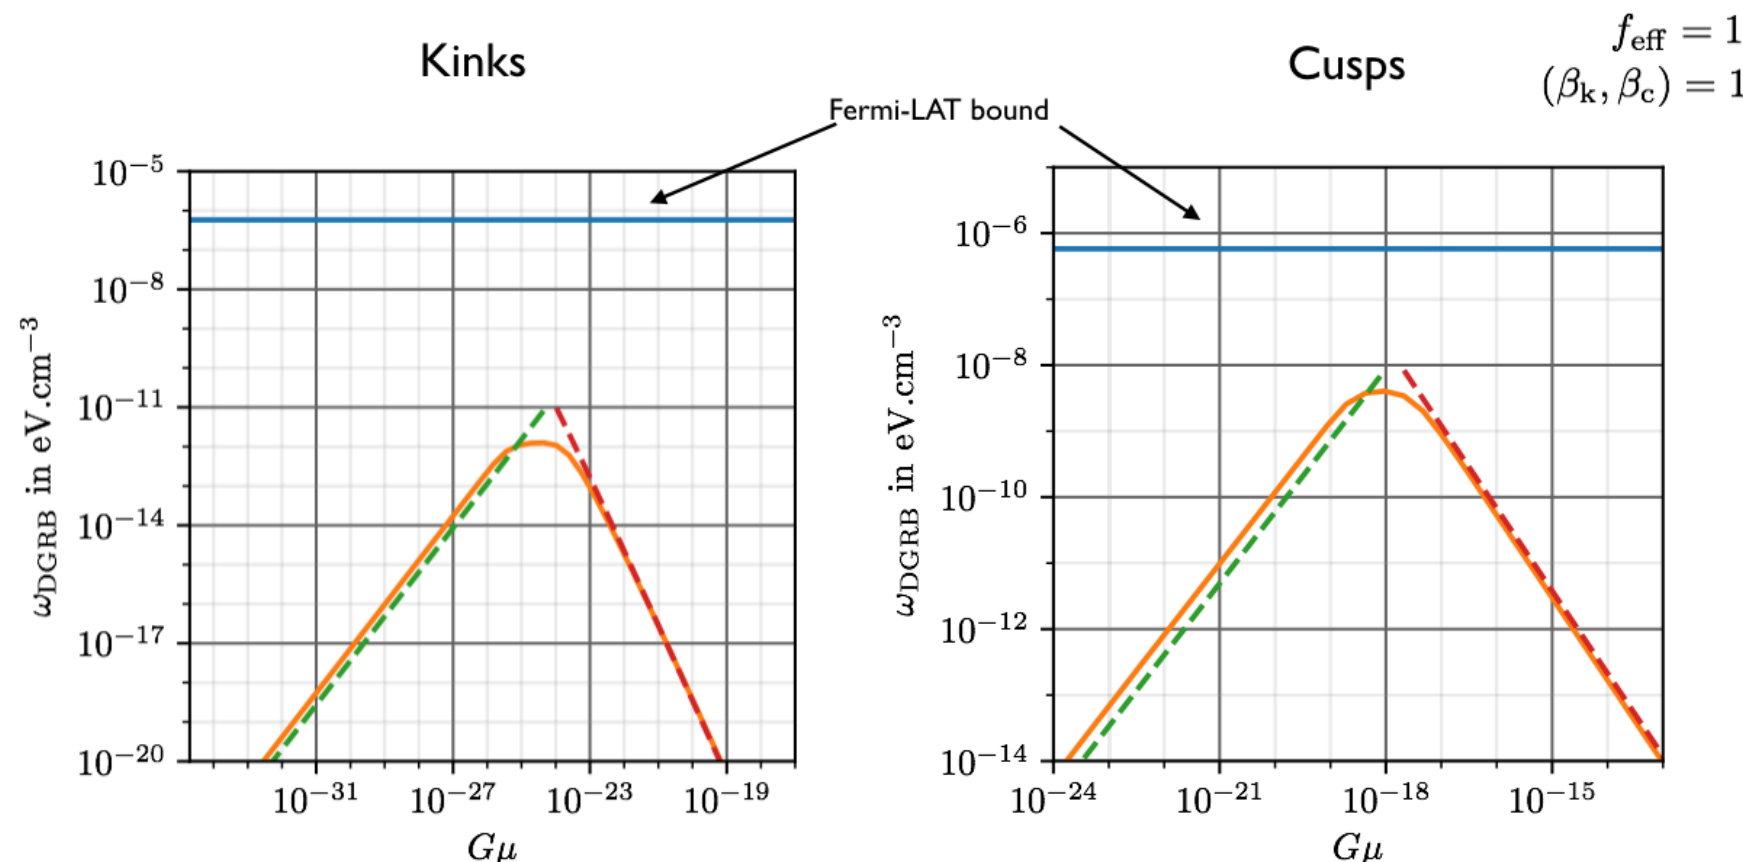 Kinks
Cusps
f_eff = 1
(β_k, β_c) = 1
Fermi-LAT bound
10^−5
10^−8
10^−11
10^−14
10^−17
10^−20
ω_DGRB in eV.cm^−3
10^−31 10^−27 10^−23 10^−19
Gμ
10^−6
10^−8
10^−10
10^−12
10^−14
ω_DGRB in eV.cm^−3
10^−24 10^−21 10^−18 10^−15
Gμ